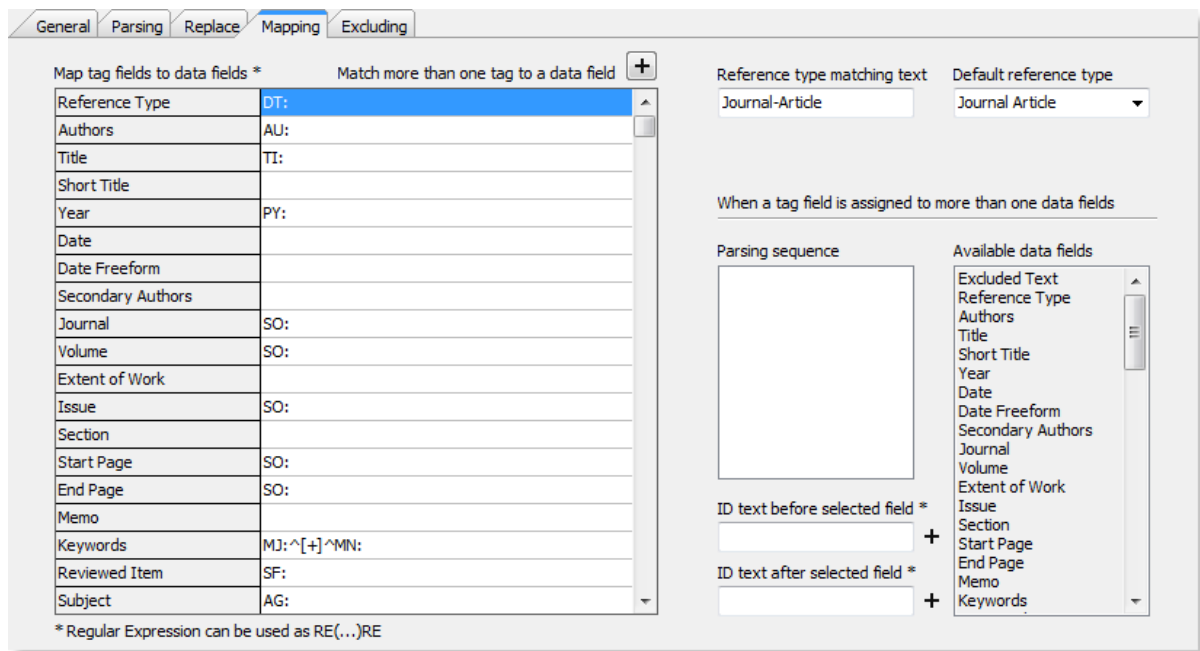 General Parsing Replace Mapping Excluding
Map tag fields to data fields * Match more than one tag to a data field +
Reference Type DT:
Authors AU:
Title TI:
Short Title
Year PY:
Date
Date Freeform
Secondary Authors
Journal SO:
Volume SO:
Extent of Work
Issue SO:
Section
Start Page SO:
End Page SO:
Memo
Keywords MJ:^[+]^MN:
Reviewed Item SF:
Subject AG:
* Regular Expression can be used as RE(...)RE
Reference type matching text Default reference type
Journal-Article Journal Article
When a tag field is assigned to more than one data fields
Parsing sequence
ID text before selected field *
+
ID text after selected field *
+
Available data fields
Excluded Text
Reference Type
Authors
Title
Short Title
Year
Date
Date Freeform
Secondary Authors
Journal
Volume
Extent of Work
Issue
Section
Start Page
End Page
Memo
Keywords